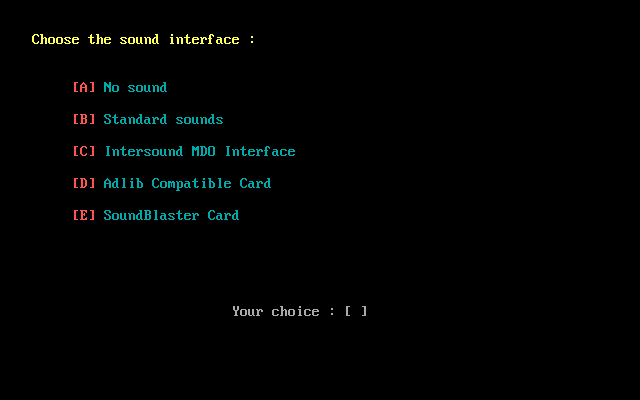 Choose the sound interface :
[A] No sound
[B] Standard sounds
[C] Intersound MDO Interface
[D] Adlib Compatible Card
[E] SoundBlaster Card
Your choice : [ ]